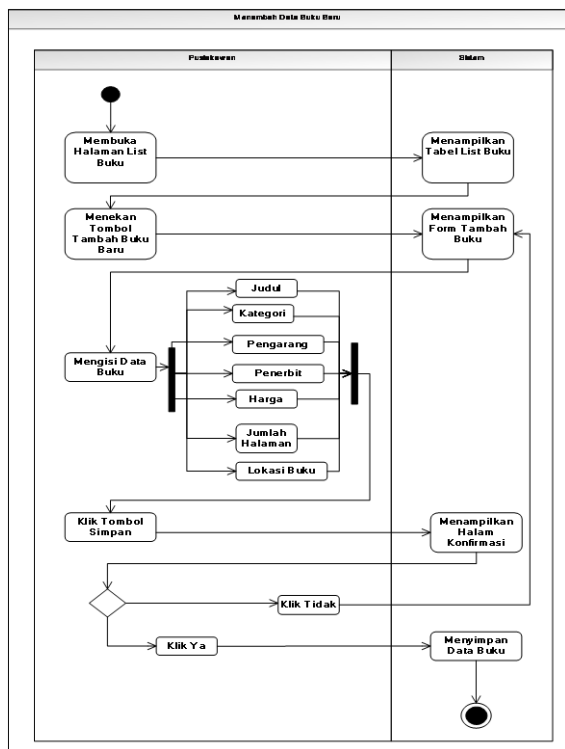 Menambah Data Buku Baru
Pustakawan
Sistem
Membuka
Halaman List
Buku
Menampilkan
Tabel List Buku
Menekan
Tombol
Tambah Buku
Baru
Menampilkan
Form Tambah
Buku
Judul
Kategori
Pengarang
Mengisi Data
Buku
Penerbit
Harga
Jumlah
Halaman
Lokasi Buku
Klik Tombol
Simpan
Menampilkan
Halam
Konfirmasi
Klik Tidak
Klik Ya
Menyimpan
Data Buku